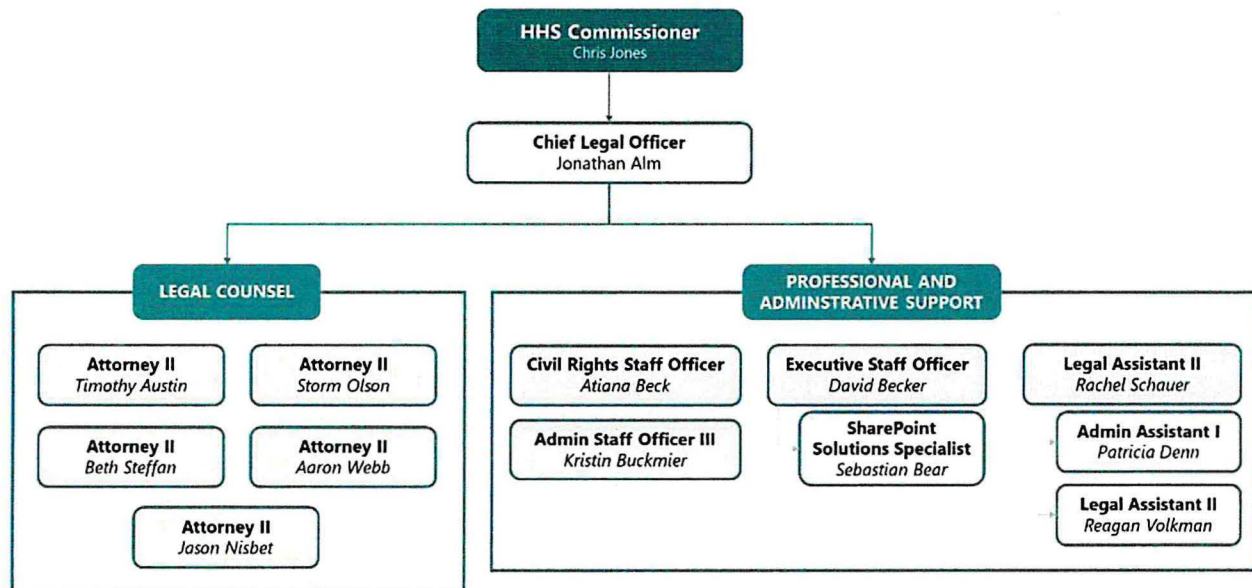 HHS Commissioner
Chris Jones
Chief Legal Officer
Jonathan Alm
LEGAL COUNSEL
Attorney II
Timothy Austin
Attorney II
Storm Olson
Attorney II
Beth Steffan
Attorney II
Aaron Webb
Attorney II
Jason Nisbet
PROFESSIONAL AND
ADMINSTRATIVE SUPPORT
Civil Rights Staff Officer
Atiana Beck
Executive Staff Officer
David Becker
Legal Assistant II
Rachel Schauer
Admin Staff Officer III
Kristin Buckmier
SharePoint
Solutions Specialist
Sebastian Bear
Admin Assistant I
Patricia Denn
Legal Assistant II
Reagan Volkman